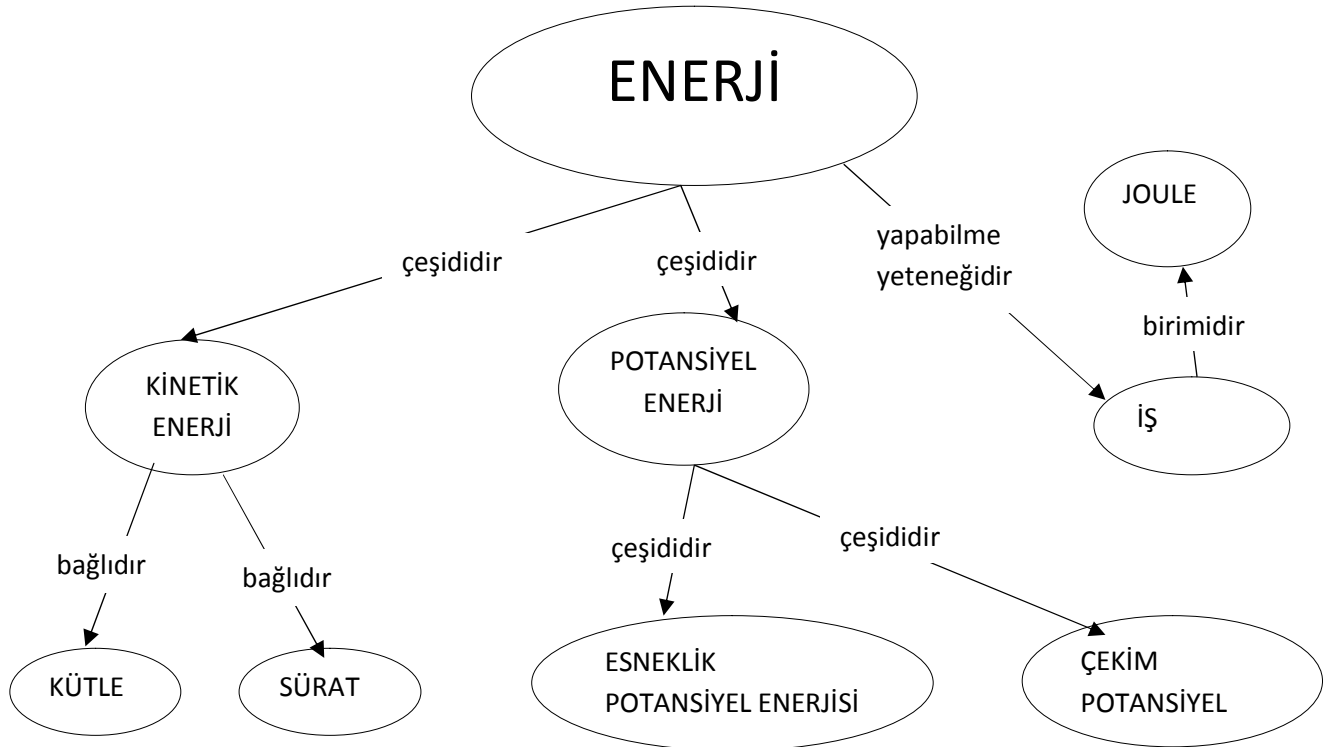 ENERJİ
JOULE
çeşididir
çeşididir
yapabilme
yeteneğidir
birimidir
KİNETİK
ENERJİ
POTANSİYEL
ENERJİ
İŞ
bağlıdır
bağlıdır
çeşididir
çeşididir
KÜTLE
SÜRAT
ESNEKLİK
POTANSİYEL ENERJİSİ
ÇEKİM
POTANSİYEL